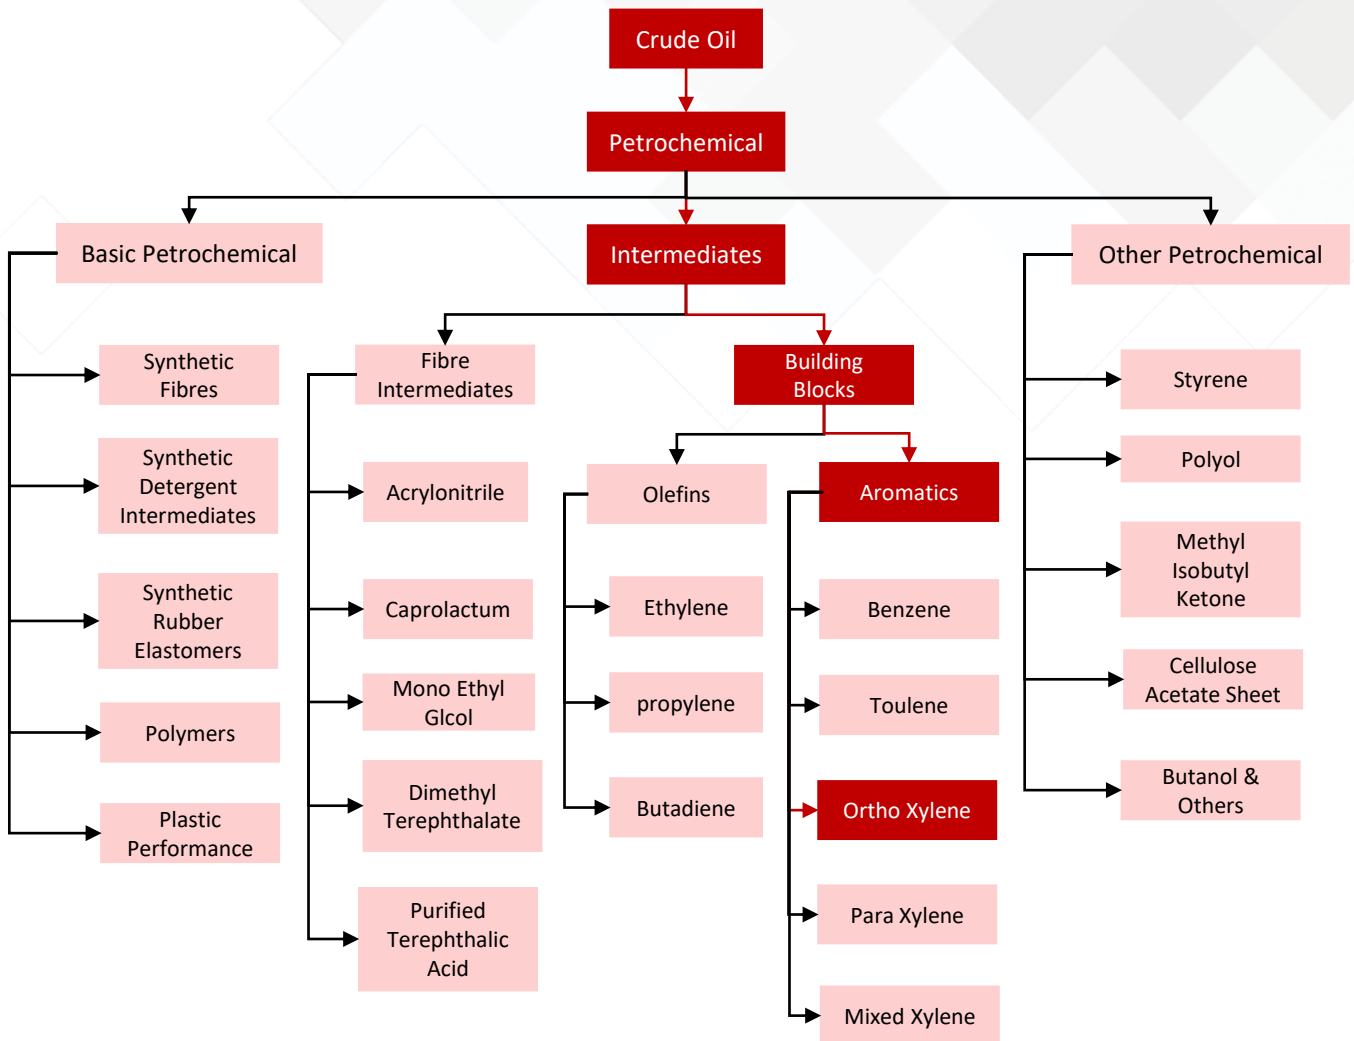 Crude Oil
Petrochemical
Basic Petrochemical
Intermediates
Other Petrochemical
Synthetic
Fibres
Synthetic
Detergent
Intermediates
Synthetic
Rubber
Elastomers
Polymers
Plastic
Performance
Fibre
Intermediates
Acrylonitrile
Caprolactum
Mono Ethyl
Glcol
Dimethyl
Terephthalate
Purified
Terephthalic
Acid
Building
Blocks
Olefins
Ethylene
propylene
Butadiene
Aromatics
Benzene
Toulene
Ortho Xylene
Para Xylene
Mixed Xylene
Styrene
Polyol
Methyl
Isobutyl
Ketone
Cellulose
Acetate Sheet
Butanol &
Others